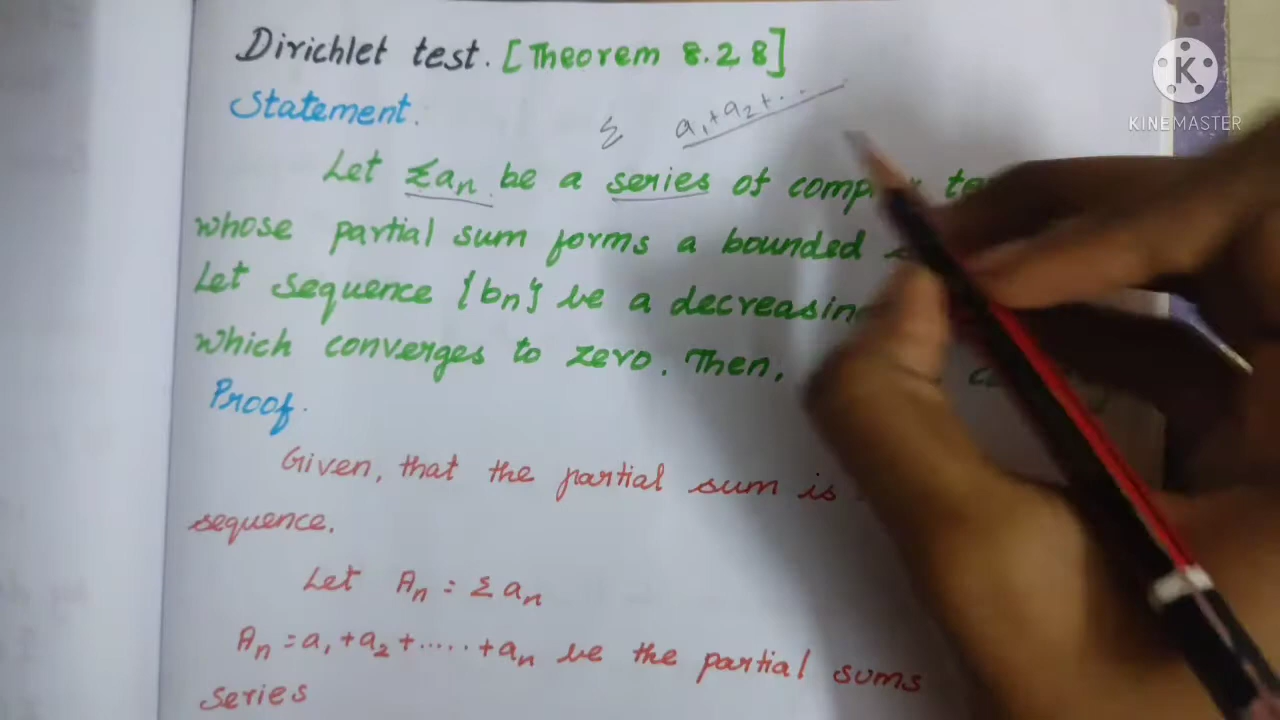 Dirichlet test. [Theorem 8.2.8]
Statement.
Σ a₁+a₂+...
Let Σaₙ be a series of
whose partial sum forms a bounded
Let sequence {bₙ} be a
which converges to zero. Then,
Proof.
Given, that the partial sum is
sequence.
Let Aₙ = Σ aₙ
Aₙ = a₁+a₂+.....+aₙ be the partial sums
series
K
KINEMASTER